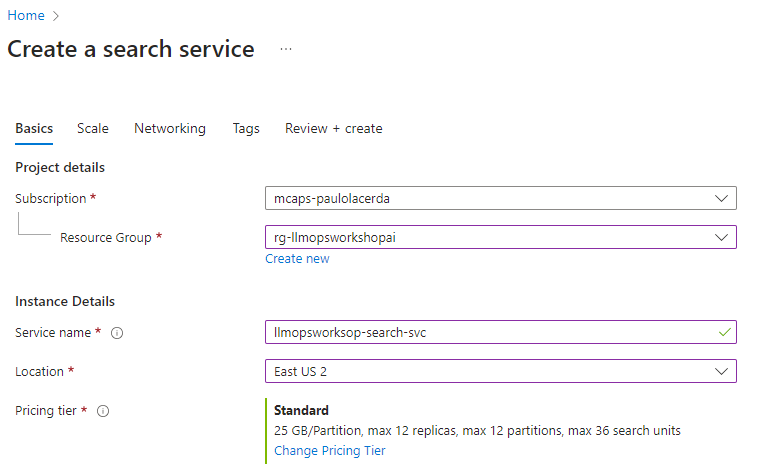 Home
Create a search service ...
Basics Scale Networking Tags Review + create
Project details
Subscription * mcaps-paulolacerda
Resource Group * rg-llmopsworkshopai
Create new
Instance Details
Service name * llmopsworksop-search-svc
Location * East US 2
Pricing tier * Standard
25 GB/Partition, max 12 replicas, max 12 partitions, max 36 search units
Change Pricing Tier